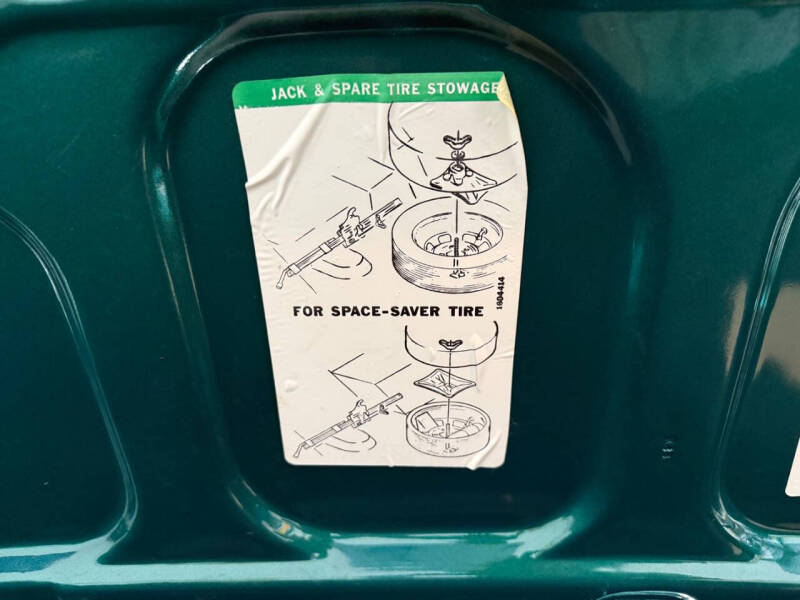 JACK & SPARE TIRE STOWAGE
1604414
FOR SPACE-SAVER TIRE